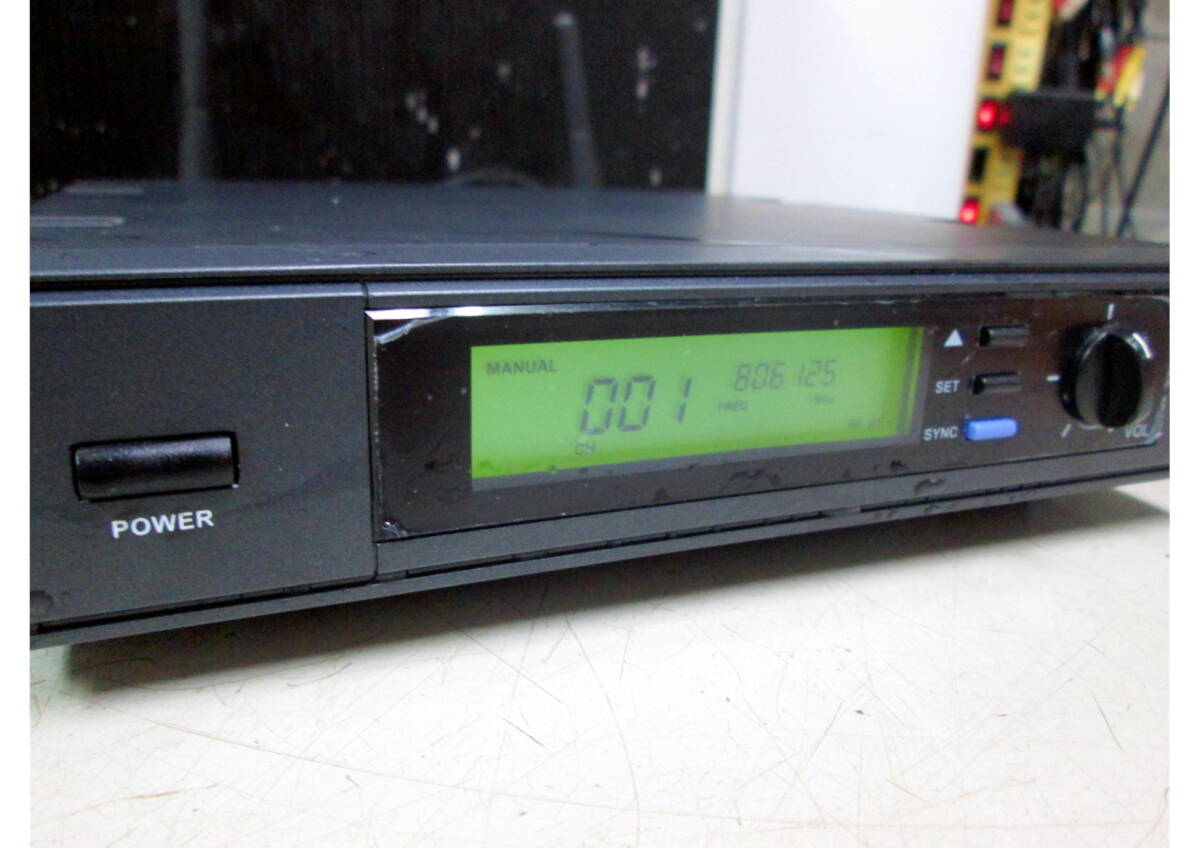 MANUAL
001
CH
806.125
FREQ
MHz
▲
SET
SYNC
VOL
POWER